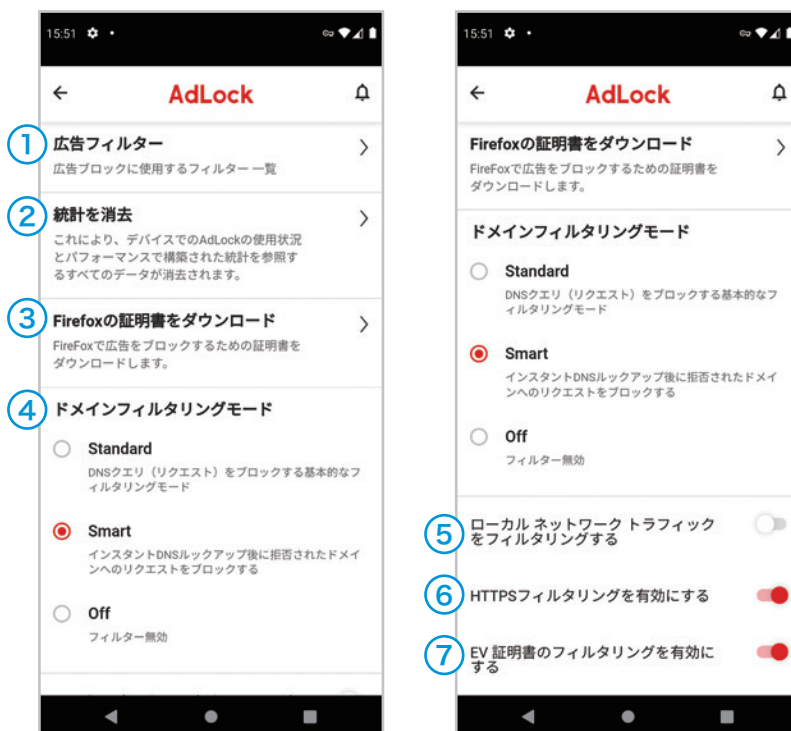 15:51
AdLock
① 広告フィルター
広告ブロックに使用するフィルター 一覧
② 統計を消去
これにより、デバイスでのAdLockの使用状況
とパフォーマンスで構築された統計を参照す
るすべてのデータが消去されます。
③ Firefoxの証明書をダウンロード
FireFoxで広告をブロックするための証明書を
ダウンロードします。
④ ドメインフィルタリングモード
Standard
DNSクエリ（リクエスト）をブロックする基本的なフ
ィルタリングモード
Smart
インスタントDNSルックアップ後に拒否されたドメイ
ンへのリクエストをブロックする
Off
フィルター無効
15:51
AdLock
Firefoxの証明書をダウンロード
FireFoxで広告をブロックするための証明書を
ダウンロードします。
ドメインフィルタリングモード
Standard
DNSクエリ（リクエスト）をブロックする基本的なフ
ィルタリングモード
Smart
インスタントDNSルックアップ後に拒否されたドメイ
ンへのリクエストをブロックする
Off
フィルター無効
⑤ ローカル ネットワーク トラフィック
をフィルタリングする
⑥ HTTPSフィルタリングを有効にする
⑦ EV 証明書のフィルタリングを有効に
する